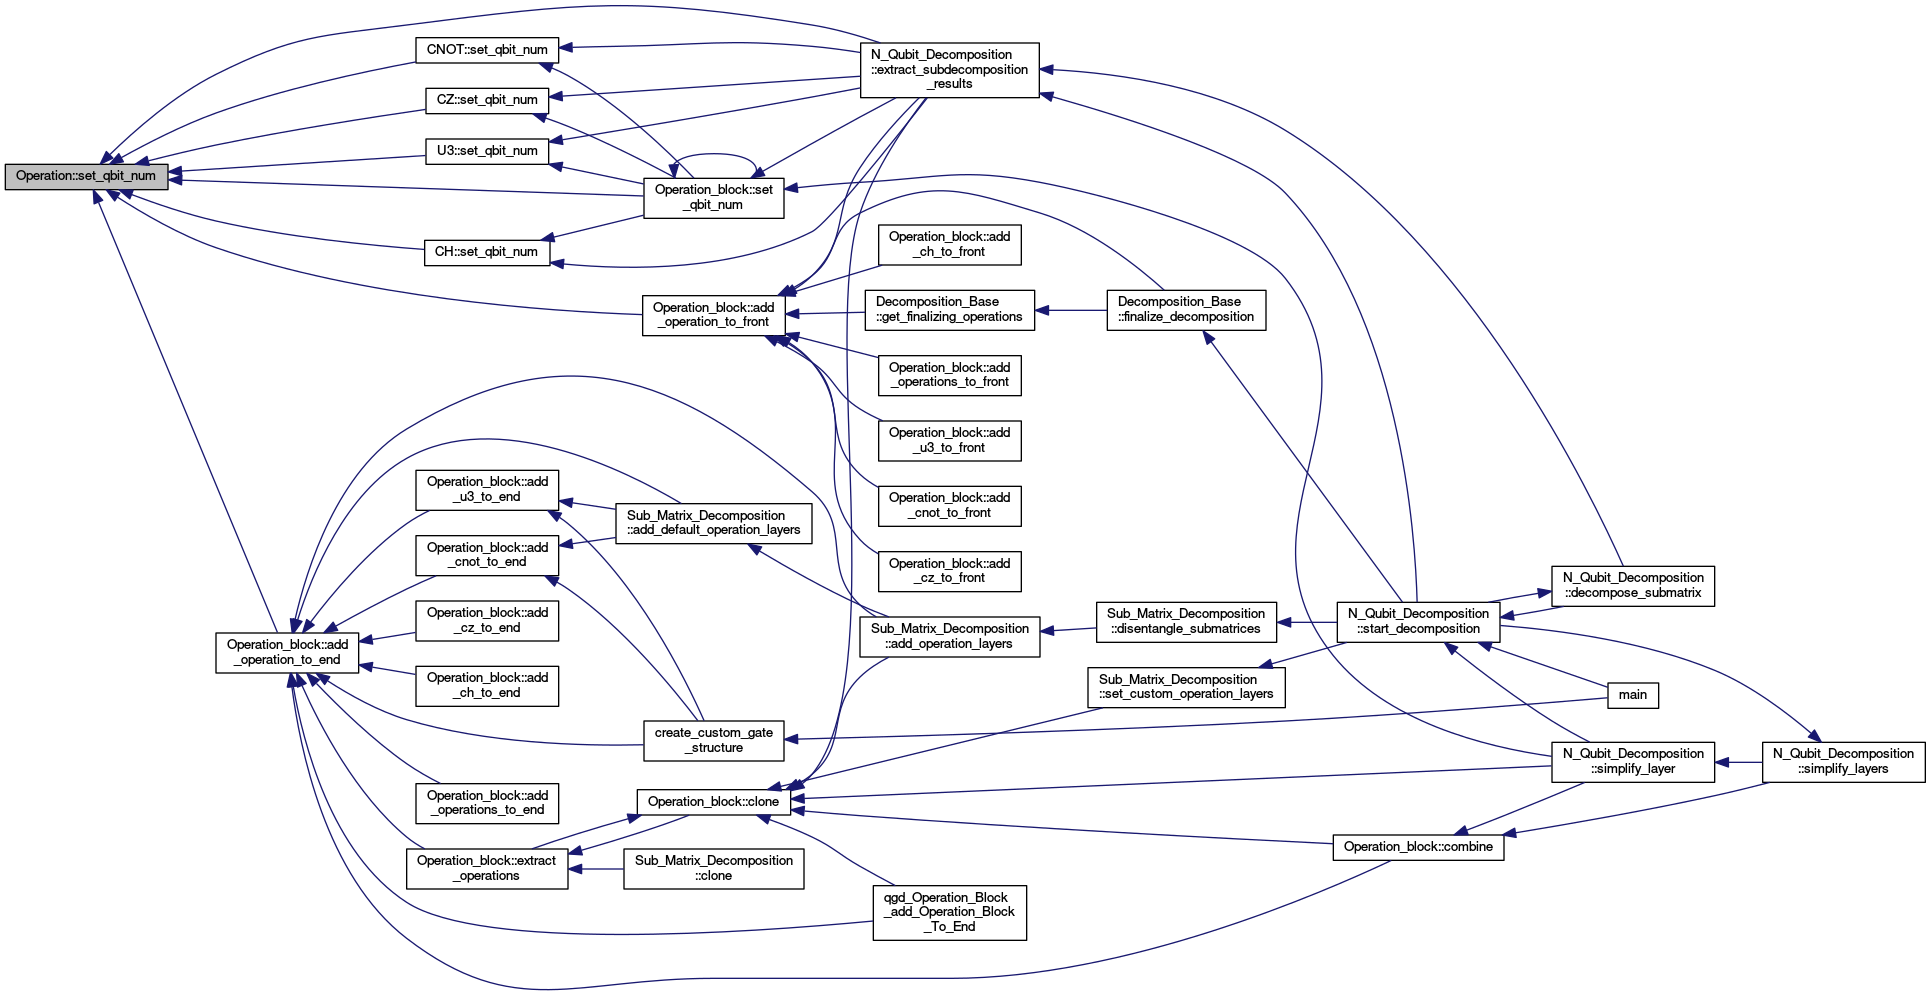 Operation::set_qbit_num
CNOT::set_qbit_num
CZ::set_qbit_num
U3::set_qbit_num
CH::set_qbit_num
N_Qubit_Decomposition
::extract_subdecomposition
_results
Operation_block::set
_qbit_num
Operation_block::add
_operation_to_front
Operation_block::add
_ch_to_front
Decomposition_Base
::get_finalizing_operations
Decomposition_Base
::finalize_decomposition
Operation_block::add
_operations_to_front
Operation_block::add
_u3_to_front
Operation_block::add
_cnot_to_front
Operation_block::add
_cz_to_front
Operation_block::add
_operation_to_end
Operation_block::add
_u3_to_end
Operation_block::add
_cnot_to_end
Operation_block::add
_cz_to_end
Operation_block::add
_ch_to_end
Operation_block::add
_operations_to_end
Operation_block::extract
_operations
Sub_Matrix_Decomposition
::add_default_operation_layers
create_custom_gate
_structure
Operation_block::clone
Sub_Matrix_Decomposition
::clone
Sub_Matrix_Decomposition
::add_operation_layers
qgd_Operation_Block
_add_Operation_Block
_To_End
Sub_Matrix_Decomposition
::disentangle_submatrices
Sub_Matrix_Decomposition
::set_custom_operation_layers
N_Qubit_Decomposition
::start_decomposition
Operation_block::combine
N_Qubit_Decomposition
::decompose_submatrix
main
N_Qubit_Decomposition
::simplify_layer
N_Qubit_Decomposition
::simplify_layers